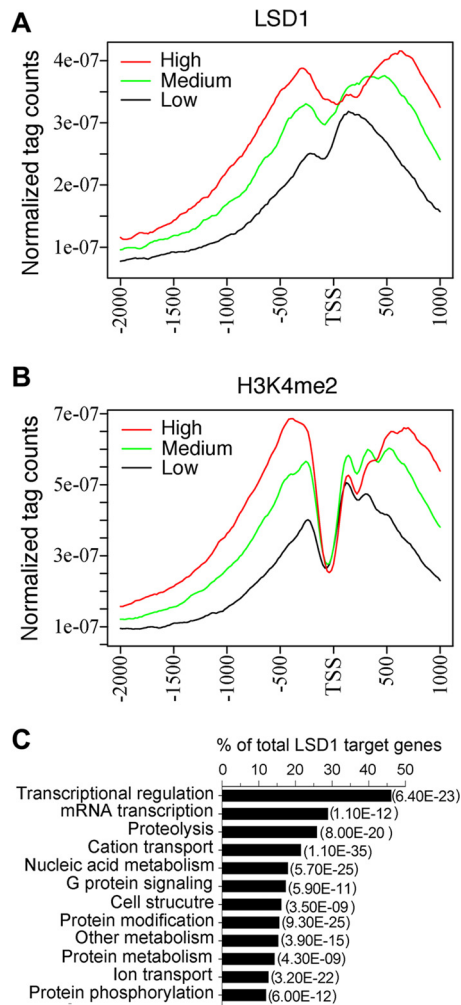 A
LSD1
Normalized tag counts
4e-07
3e-07
2e-07
1e-07
High
Medium
Low
-2000
-1500
-1000
-500
TSS
500
1000
B
H3K4me2
Normalized tag counts
7e-07
5e-07
3e-07
1e-07
High
Medium
Low
-2000
-1500
-1000
-500
TSS
500
1000
C
% of total LSD1 target genes
0 10 20 30 40 50
Transcriptional regulation (6.40E-23)
mRNA transcription (1.10E-12)
Proteolysis (8.00E-20)
Cation transport (1.10E-35)
Nucleic acid metabolism (5.70E-25)
G protein signaling (5.90E-11)
Cell strucutre (3.50E-09)
Protein modification (9.30E-25)
Other metabolism (3.90E-15)
Protein metabolism (4.30E-09)
Ion transport (3.20E-22)
Protein phosphorylation (6.00E-12)